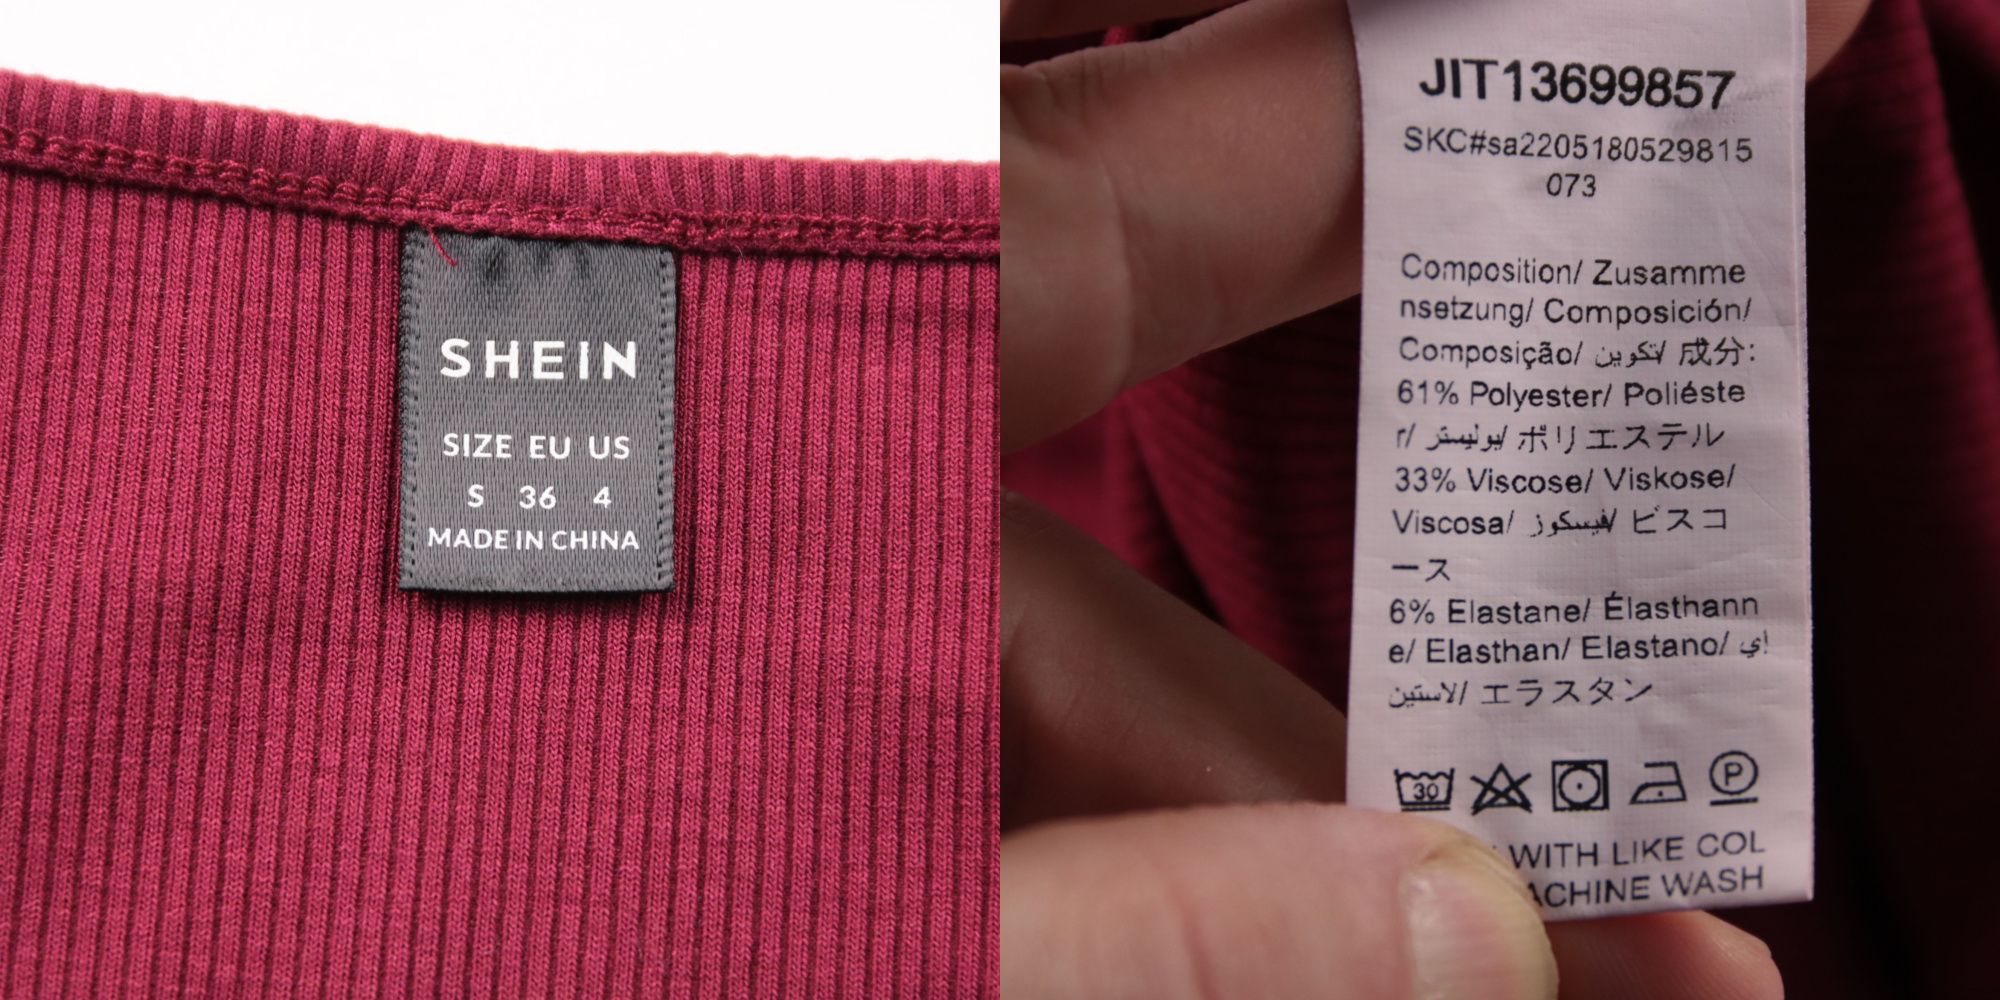 SHEIN
SIZE EU US
S 36 4
MADE IN CHINA
JIT13699857
SKC#sa2205180529815
073
Composition/ Zusamme
nsetzung/ Composición/
Composição/ تكوين/ 成分:
61% Polyester/ Poliéste
r/ بوليستر/ ポリエステル
33% Viscose/ Viskose/
Viscosa/ فيسكوز/ ビスコ
ース
6% Elastane/ Élasthann
e/ Elasthan/ Elastano/ إي
لاستين/ エラスタン
30 P
WITH LIKE COL
ACHINE WASH